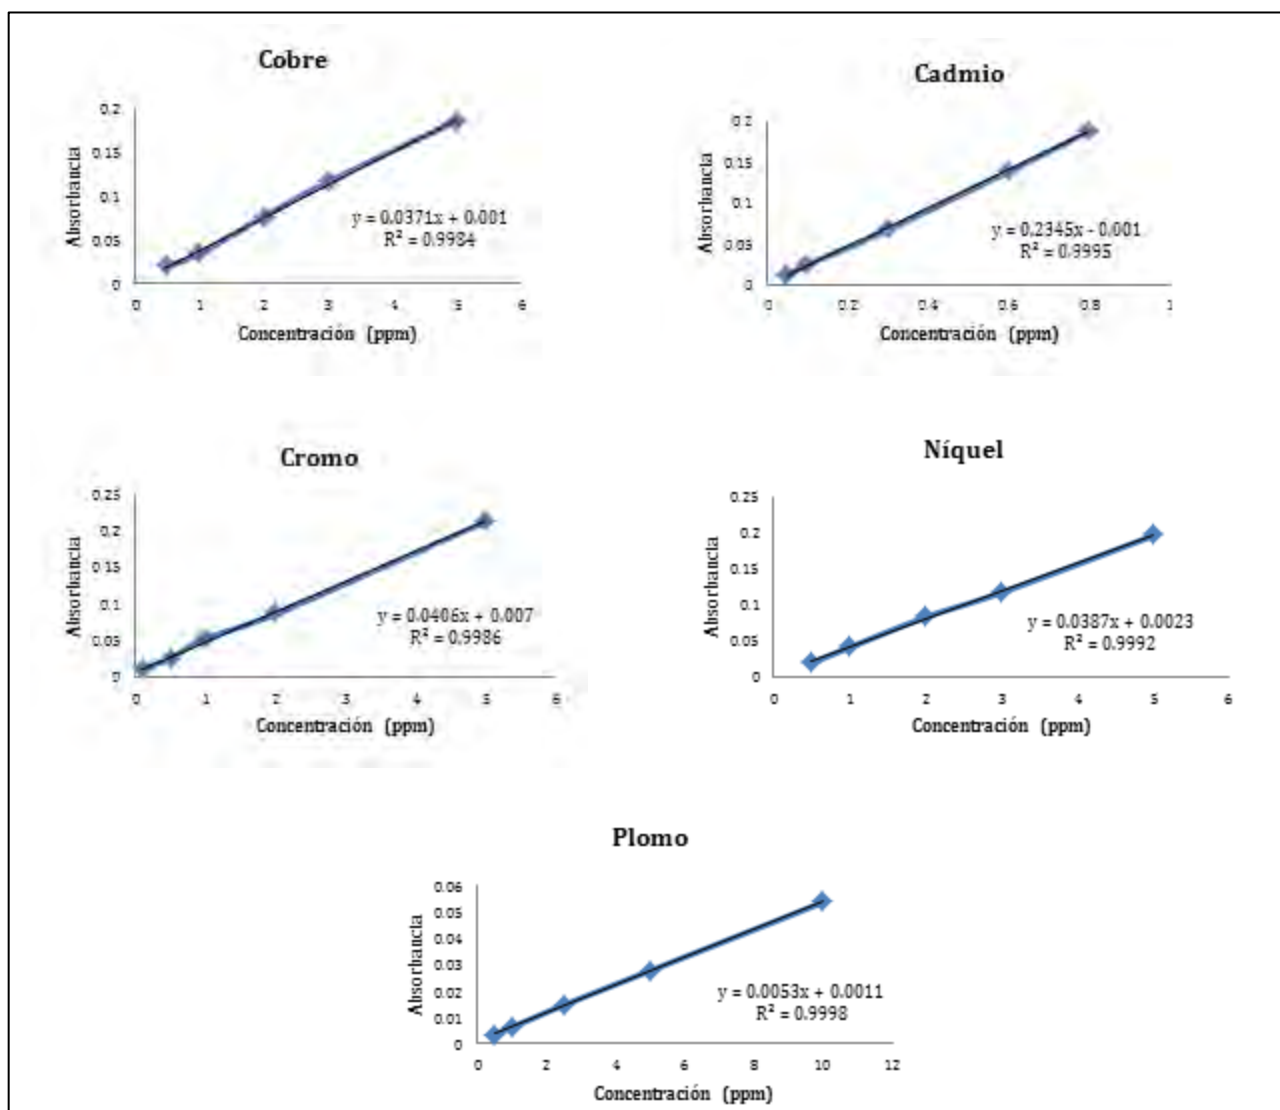 Cobre
Absorbancia
0.2
0.15
0.1
0.05
0
0 1 2 3 4 5 6
y = 0.0371x + 0.001
R² = 0.9984
Concentración (ppm)
Cadmio
Absorbancia
0.2
0.15
0.1
0.05
0
0 0.2 0.4 0.6 0.8 1
y = 0.2345x - 0.001
R² = 0.9995
Concentración (ppm)
Cromo
Absorbancia
0.25
0.2
0.15
0.1
0.05
0
0 1 2 3 4 5 6
y = 0.0406x + 0.007
R² = 0.9986
Concentración (ppm)
Níquel
Absorbancia
0.25
0.2
0.15
0.1
0.05
0
0 1 2 3 4 5 6
y = 0.0387x + 0.0023
R² = 0.9992
Concentración (ppm)
Plomo
Absorbancia
0.06
0.05
0.04
0.03
0.02
0.01
0
0 2 4 6 8 10 12
y = 0.0053x + 0.0011
R² = 0.9998
Concentración (ppm)